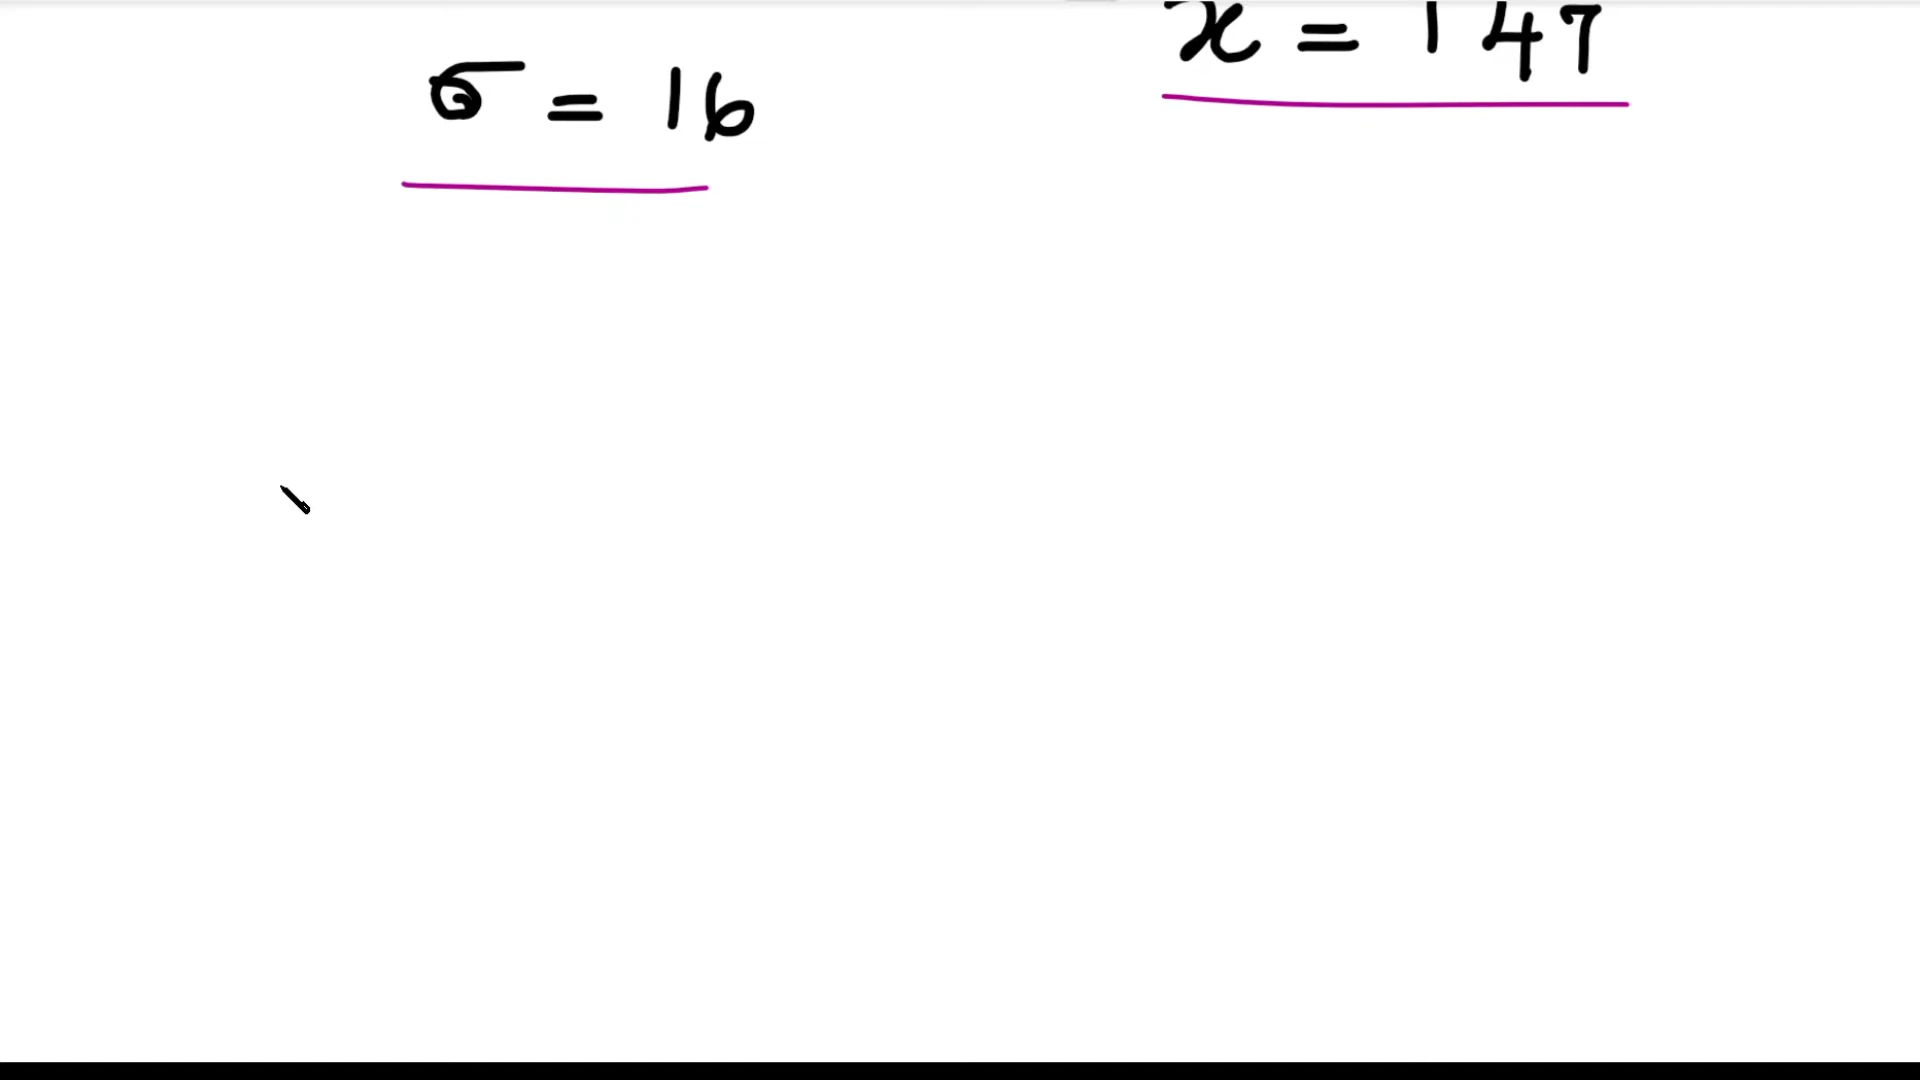 σ = 16
x = 147